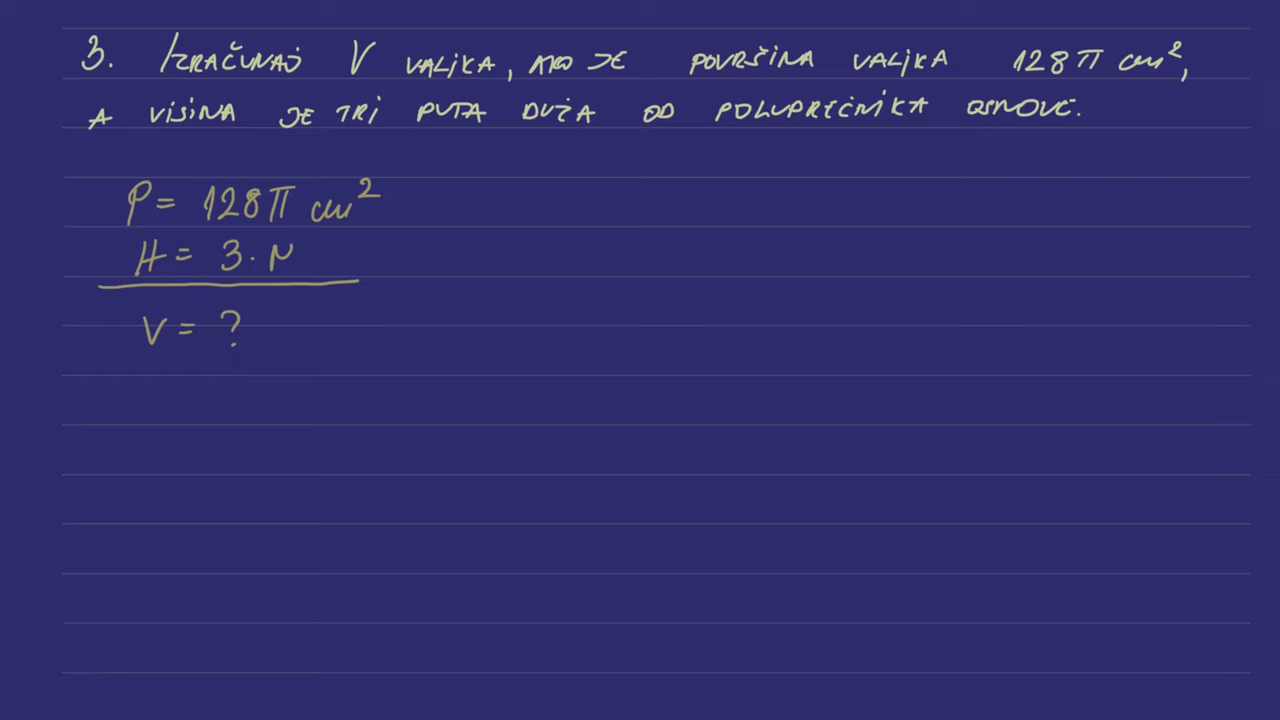 3. IZRAČUNAJ V VALJKA, AKO JE POVRŠINA VALJKA 128π cm²,
A VISINA JE TRI PUTA DUŽA OD POLUPREČNIKA OSNOVE.
P = 128π cm²
H = 3 · r
V = ?